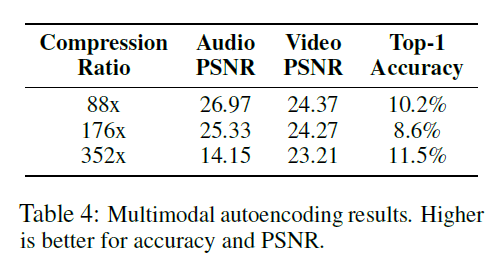 Compression Audio Video Top-1
Ratio PSNR PSNR Accuracy
88x 26.97 24.37 10.2%
176x 25.33 24.27 8.6%
352x 14.15 23.21 11.5%
Table 4: Multimodal autoencoding results. Higher
is better for accuracy and PSNR.